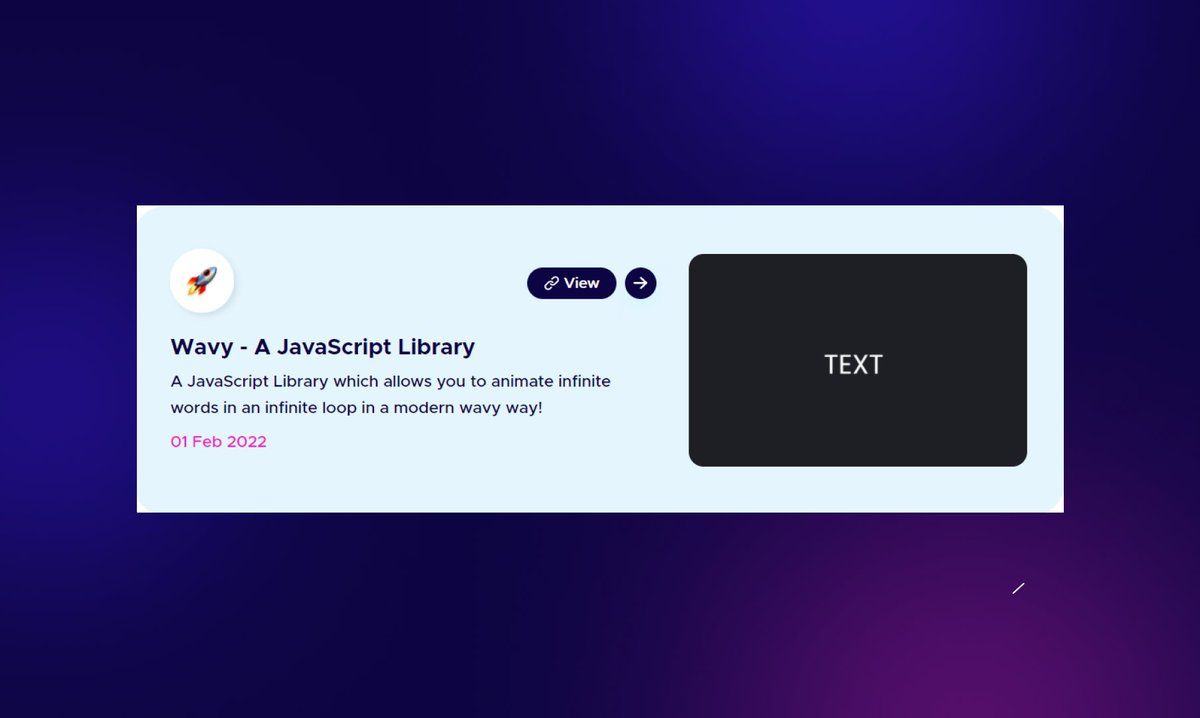 View
Wavy - A JavaScript Library
A JavaScript Library which allows you to animate infinite
words in an infinite loop in a modern wavy way!
01 Feb 2022
TEXT